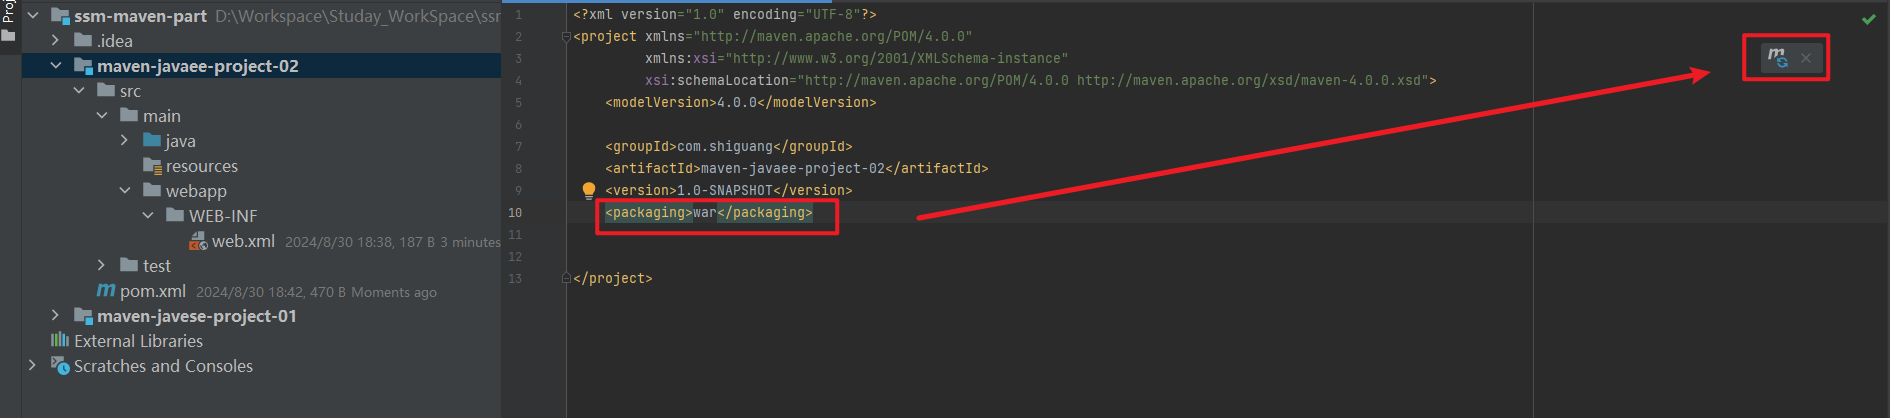 Proj
ssm-maven-part D:\Workspace\Studay_WorkSpace\ssm
.idea
maven-javaee-project-02
src
main
java
resources
webapp
WEB-INF
web.xml 2024/8/30 18:38, 187 B 3 minutes
test
pom.xml 2024/8/30 18:42, 470 B Moments ago
maven-javese-project-01
External Libraries
Scratches and Consoles
1 <?xml version="1.0" encoding="UTF-8"?>
2 <project xmlns="http://maven.apache.org/POM/4.0.0"
3 xmlns:xsi="http://www.w3.org/2001/XMLSchema-instance"
4 xsi:schemaLocation="http://maven.apache.org/POM/4.0.0 http://maven.apache.org/xsd/maven-4.0.0.xsd">
5 <modelVersion>4.0.0</modelVersion>
6
7 <groupId>com.shiguang</groupId>
8 <artifactId>maven-javaee-project-02</artifactId>
9 <version>1.0-SNAPSHOT</version>
10 <packaging>war</packaging>
11
12
13 </project>
m